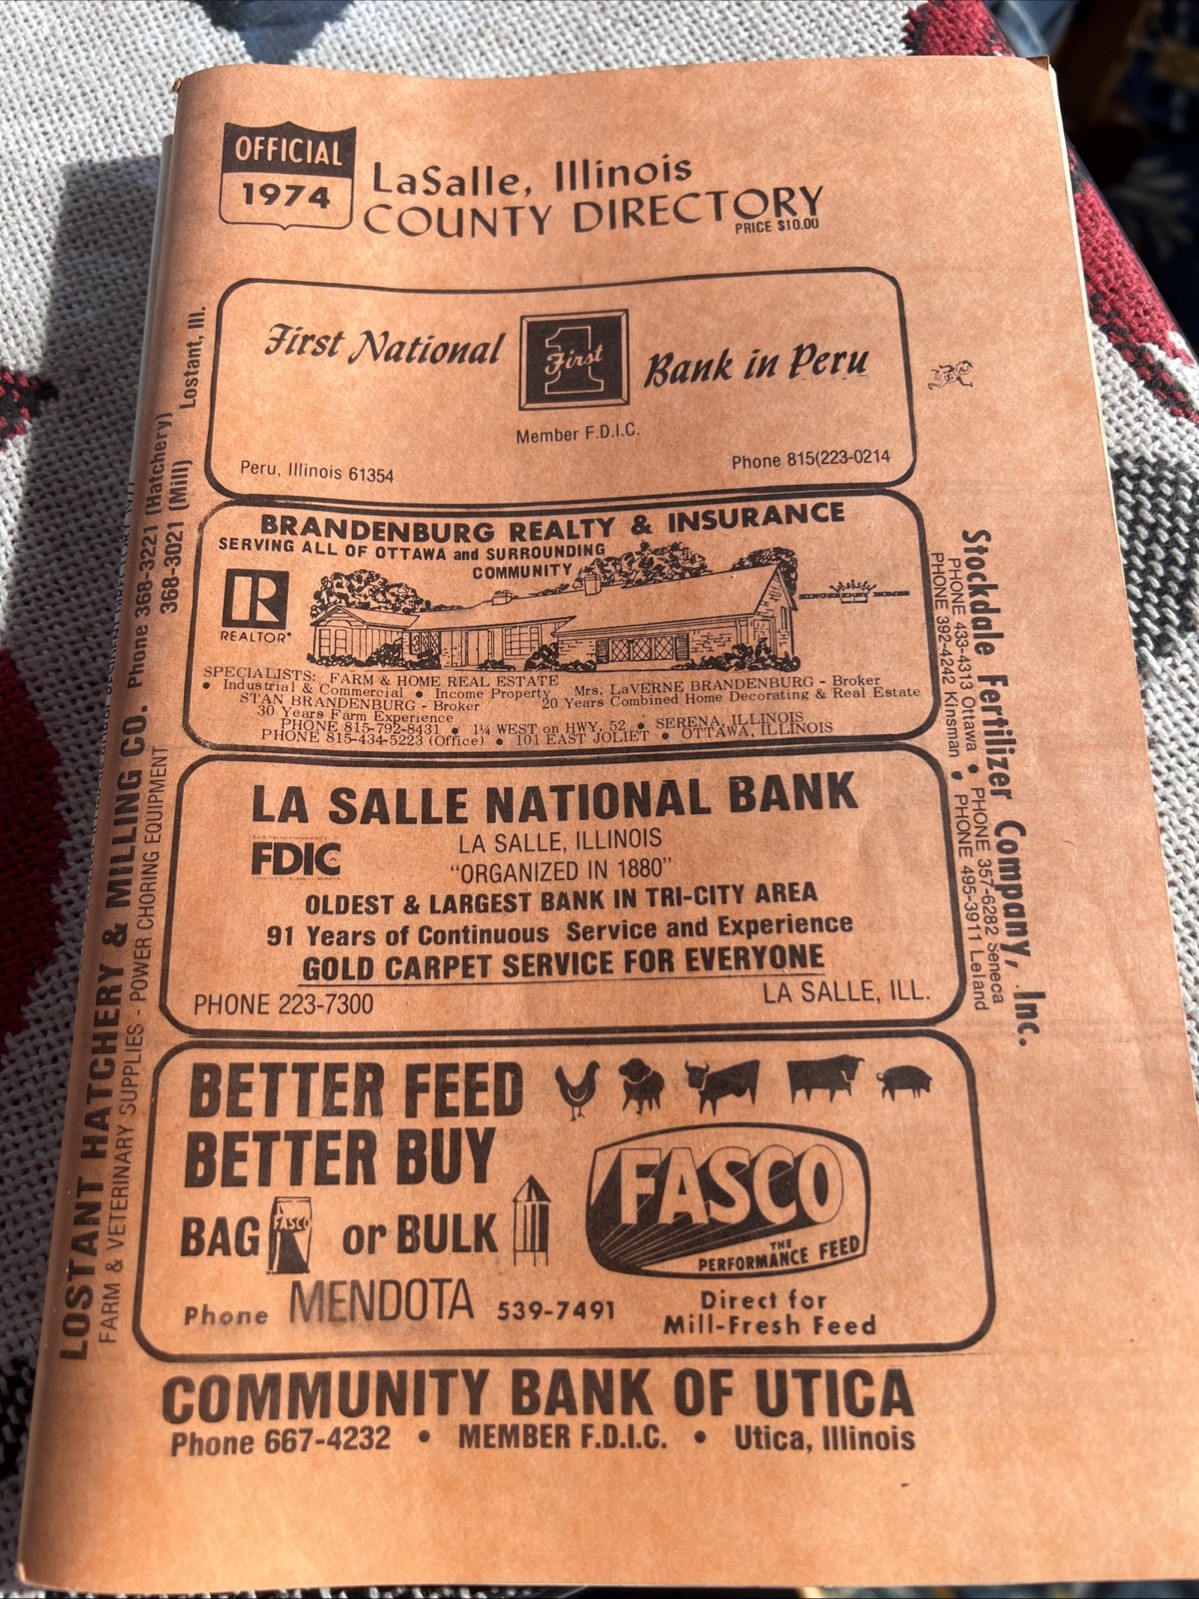 OFFICIAL
1974
LaSalle, Illinois
COUNTY DIRECTORY
PRICE $10.00
First National
1
First
Bank in Peru
Member F.D.I.C.
Peru, Illinois 61354
Phone 815(223-0214
BRANDENBURG REALTY & INSURANCE
SERVING ALL OF OTTAWA and SURROUNDING
COMMUNITY
R
REALTOR®
KINGSBERRY HOMES
SPECIALISTS: FARM & HOME REAL ESTATE
• Industrial & Commercial • Income Property
Mrs. LaVERNE BRANDENBURG - Broker
STAN BRANDENBURG - Broker
20 Years Combined Home Decorating & Real Estate
30 Years Farm Experience
PHONE 815-792-8431 • 1¼ WEST on HWY. 52 • SERENA, ILLINOIS
PHONE 815-434-5223 (Office) • 101 EAST JOLIET • OTTAWA, ILLINOIS
LA SALLE NATIONAL BANK
FDIC
LA SALLE, ILLINOIS
"ORGANIZED IN 1880"
OLDEST & LARGEST BANK IN TRI-CITY AREA
91 Years of Continuous Service and Experience
GOLD CARPET SERVICE FOR EVERYONE
PHONE 223-7300
LA SALLE, ILL.
BETTER FEED
BETTER BUY
BAG
FASCO
or BULK
FASCO
THE
PERFORMANCE FEED
Phone MENDOTA 539-7491
Direct for
Mill-Fresh Feed
COMMUNITY BANK OF UTICA
Phone 667-4232 • MEMBER F.D.I.C. • Utica, Illinois
LOSTANT HATCHERY & MILLING CO. Phone 368-3221 (Hatchery) Lostant, Ill.
368-3021 (Mill)
FARM & VETERINARY SUPPLIES - POWER CHORING EQUIPMENT
Stockdale Fertilizer Company, Inc.
PHONE 433-4313 Ottawa • PHONE 357-6282 Seneca
PHONE 392-4242 Kinsman • PHONE 495-3911 Leland